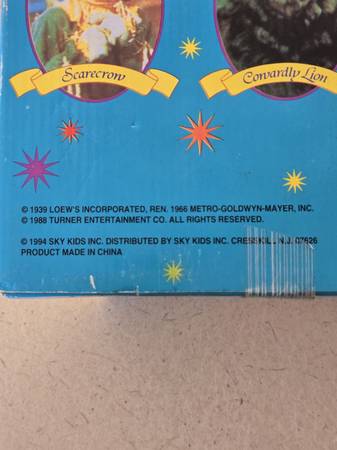 Scarecrow
Cowardly Lion
© 1939 LOEW'S INCORPORATED, REN. 1966 METRO-GOLDWYN-MAYER, INC.
© 1988 TURNER ENTERTAINMENT CO. ALL RIGHTS RESERVED.
© 1994 SKY KIDS INC. DISTRIBUTED BY SKY KIDS INC. CRESSKILL N.J. 07626
PRODUCT MADE IN CHINA